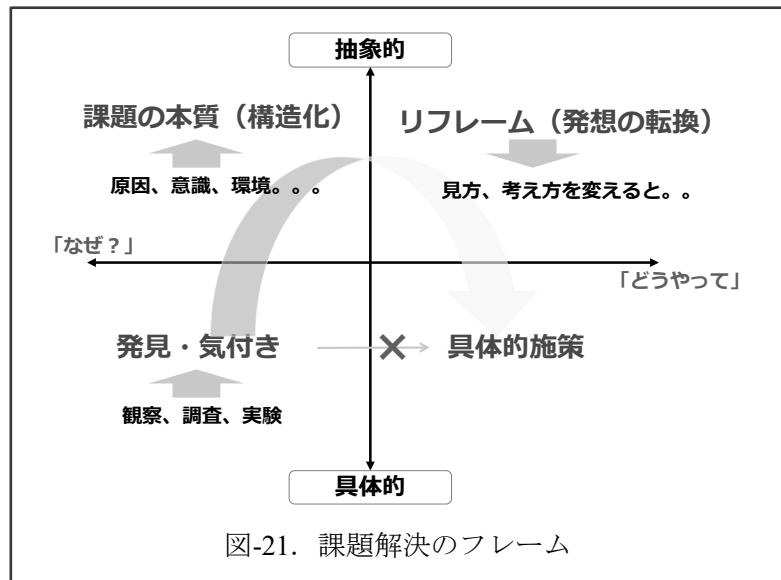 抽象的
課題の本質（構造化）
リフレーム（発想の転換）
原因、意識、環境。。。
見方、考え方を変えると。。
「なぜ？」
「どうやって」
発見・気付き
具体的施策
観察、調査、実験
具体的
図-21. 課題解決のフレーム